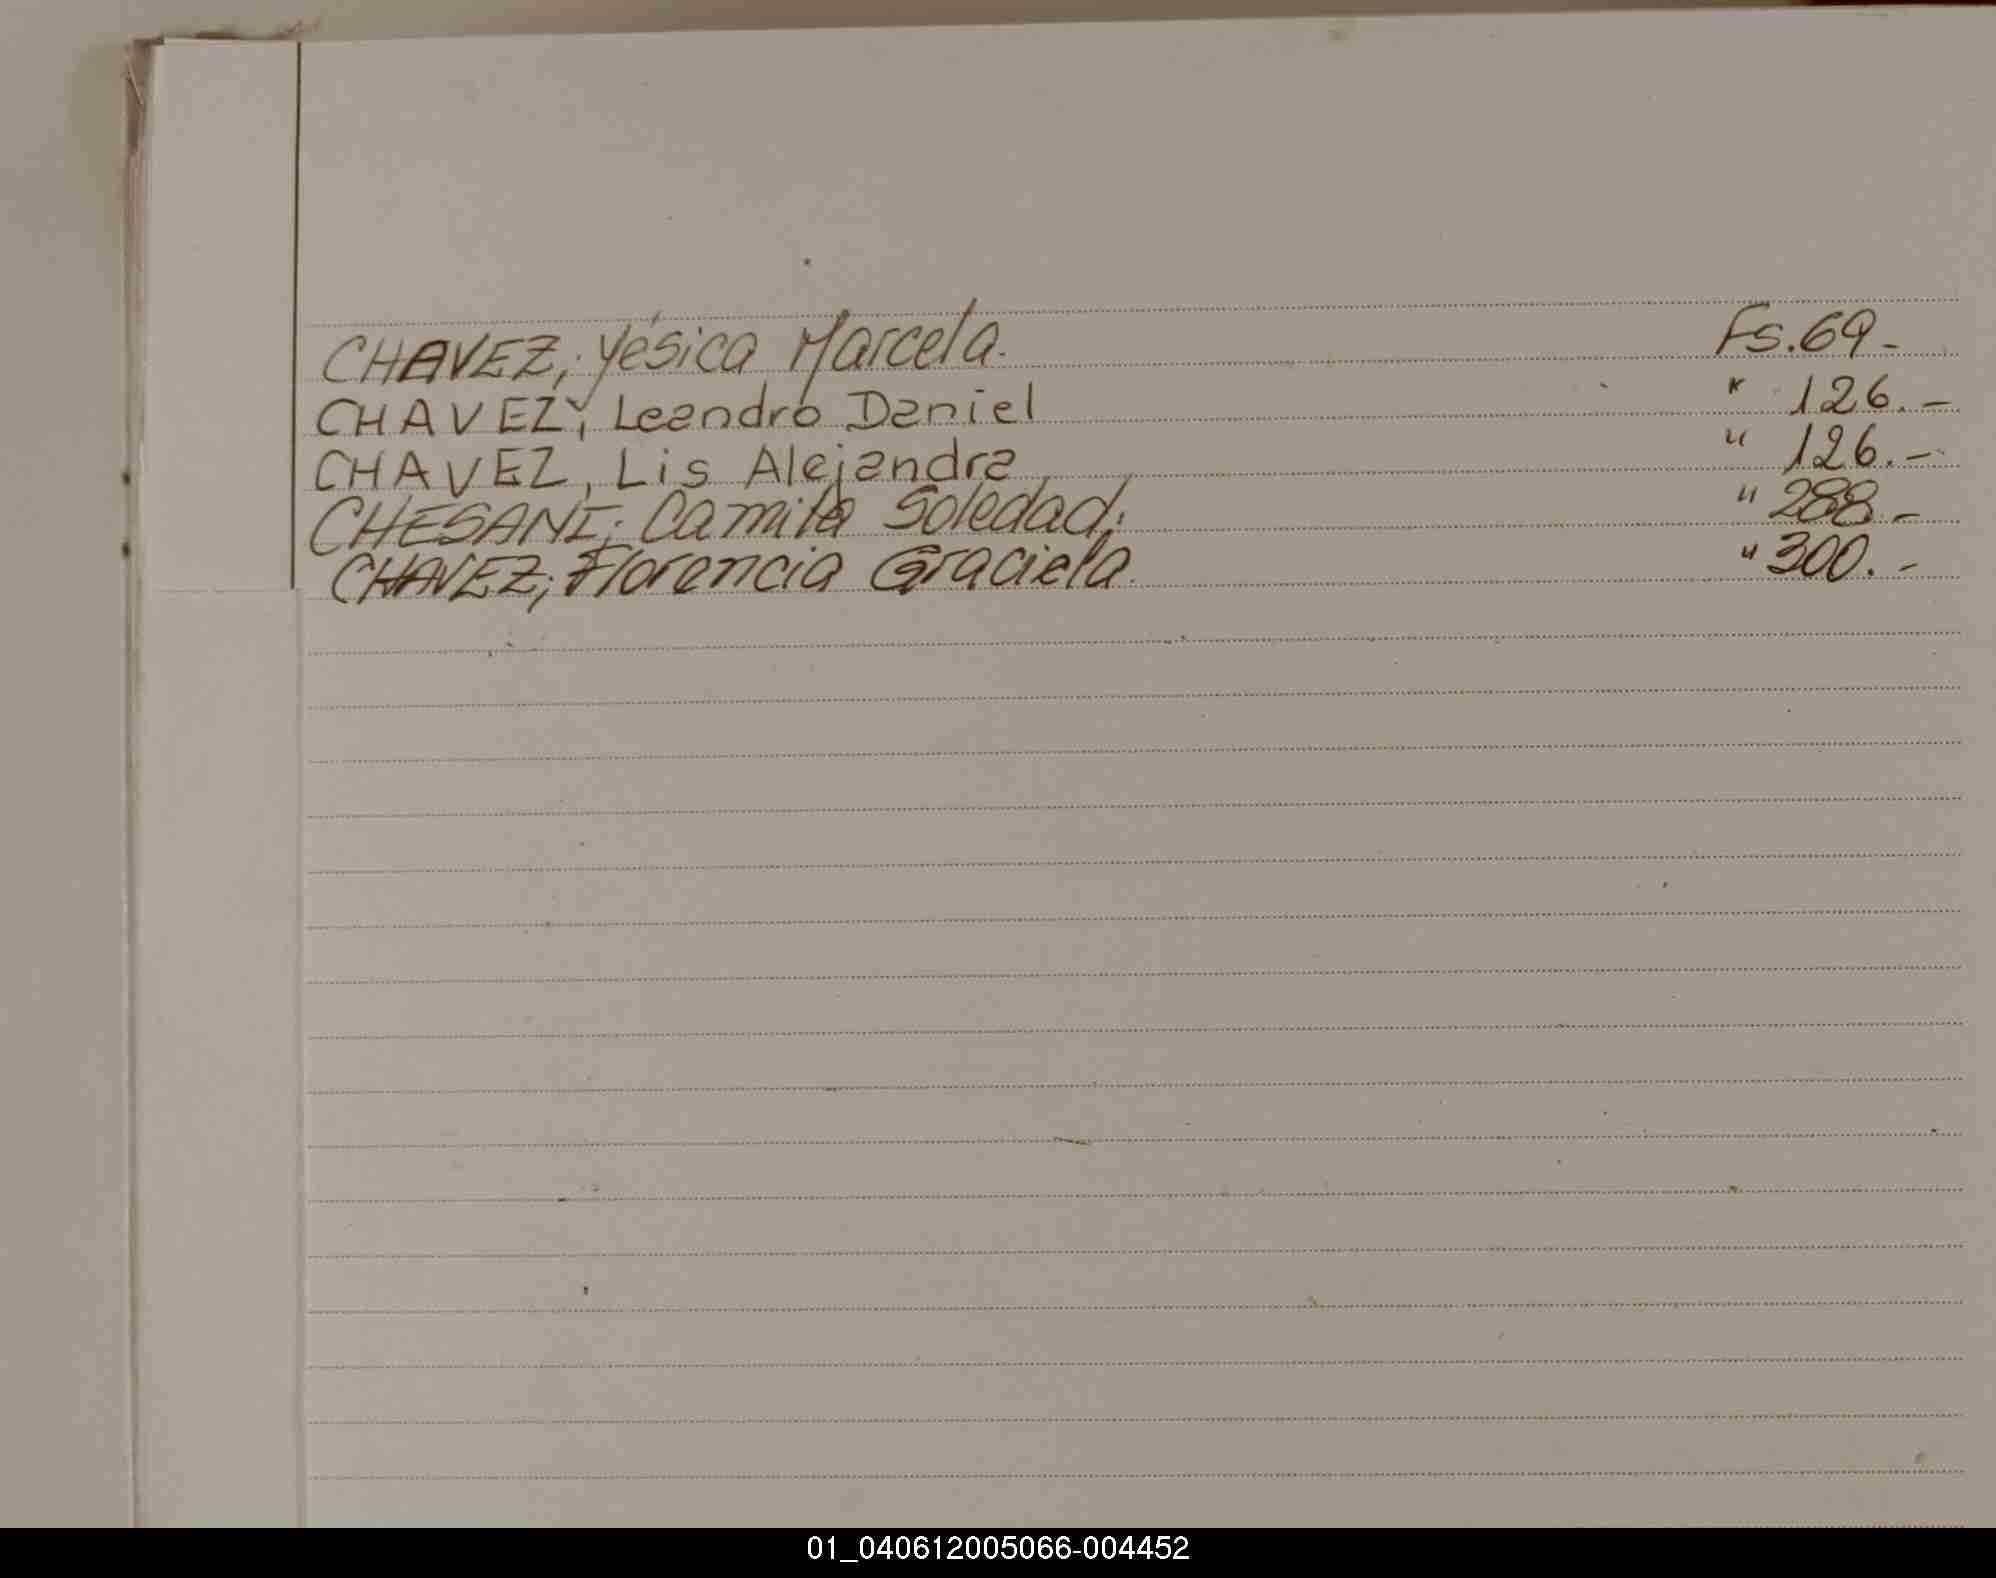 CHAVEZ; Yésica Marcela. Fs. 69-
CHAVEZ, Leandro Daniel " 126.-
CHAVEZ, Lis Alejandra " 126.-
CHESANI; Camila Soledad. " 288.-
CHAVEZ; Florencia Graciela. " 300.-
01_040612005066-004452